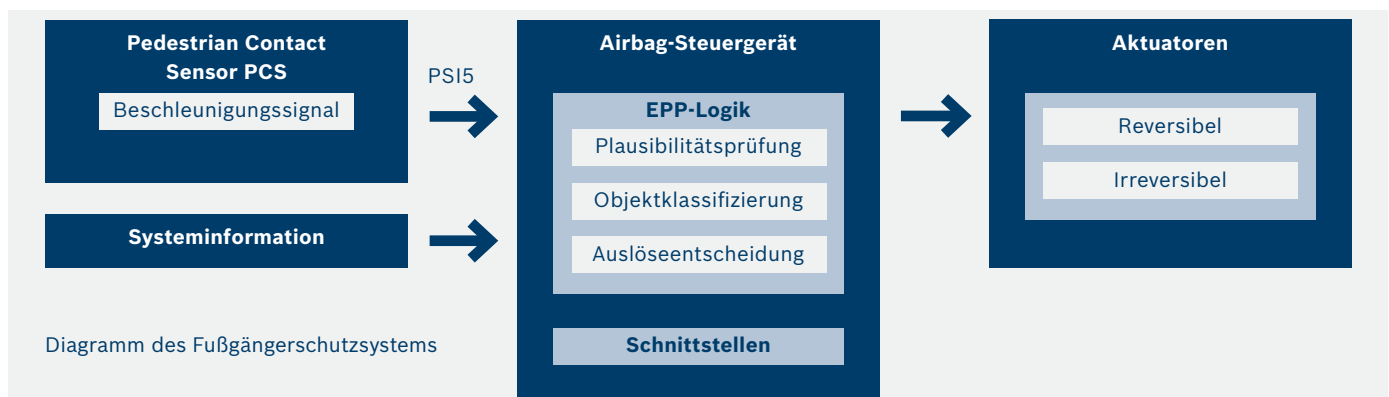 Pedestrian Contact
Sensor PCS
Beschleunigungssignal
PSI5
Systeminformation
Airbag-Steuergerät
EPP-Logik
Plausibilitätsprüfung
Objektklassifizierung
Auslöseentscheidung
Schnittstellen
Aktuatoren
Reversibel
Irreversibel
Diagramm des Fußgängerschutzsystems